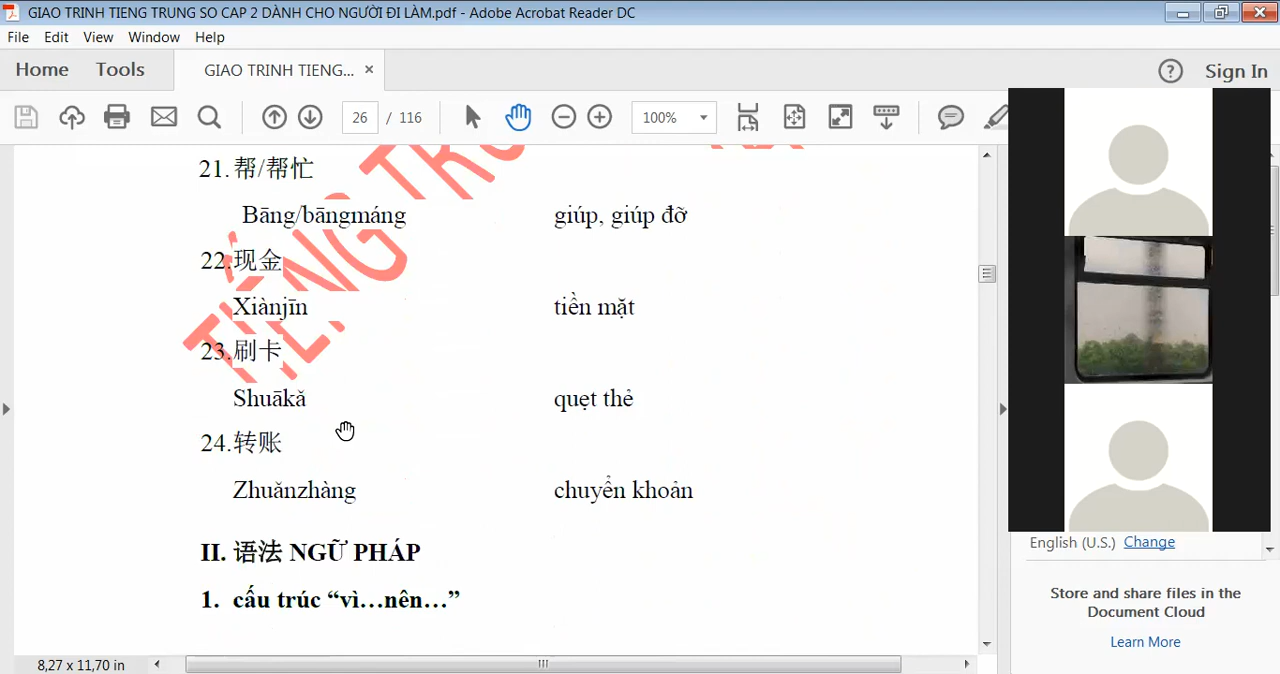 GIAO TRINH TIENG TRUNG SO CAP 2 DÀNH CHO NGƯỜI ĐI LÀM.pdf - Adobe Acrobat Reader DC
File Edit View Window Help
Home Tools GIAO TRINH TIENG... × ? Sign In
26 / 116 100%
21. 帮/帮忙
Bāng/bāngmáng giúp, giúp đỡ
22.现金
Xiànjīn tiền mặt
23.刷卡
Shuākǎ quẹt thẻ
24.转账
Zhuǎnzhàng chuyển khoản
II. 语法 NGỮ PHÁP
1. cấu trúc “vì…nên…”
TIẾNG TRU
English (U.S.) Change
Store and share files in the
Document Cloud
Learn More
8,27 x 11,70 in